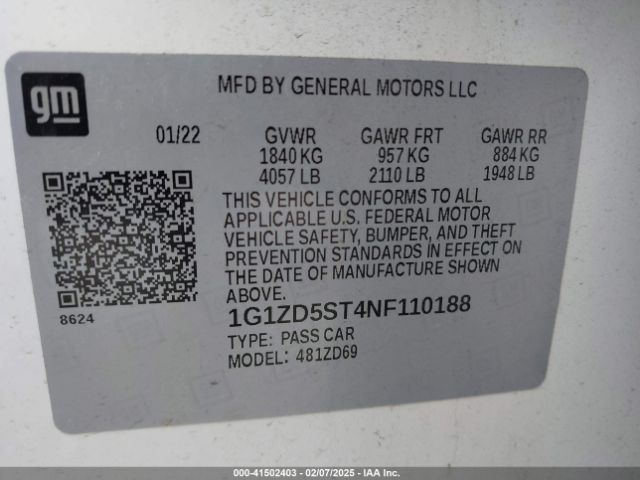 gm
MFD BY GENERAL MOTORS LLC
01/22 GVWR GAWR FRT GAWR RR
1840 KG 957 KG 884 KG
4057 LB 2110 LB 1948 LB
THIS VEHICLE CONFORMS TO ALL
APPLICABLE U.S. FEDERAL MOTOR
VEHICLE SAFETY, BUMPER, AND THEFT
PREVENTION STANDARDS IN EFFECT ON
THE DATE OF MANUFACTURE SHOWN
ABOVE.
8624
1G1ZD5ST4NF110188
TYPE: PASS CAR
MODEL: 481ZD69
000-41502403 - 02/07/2025 - IAA Inc.